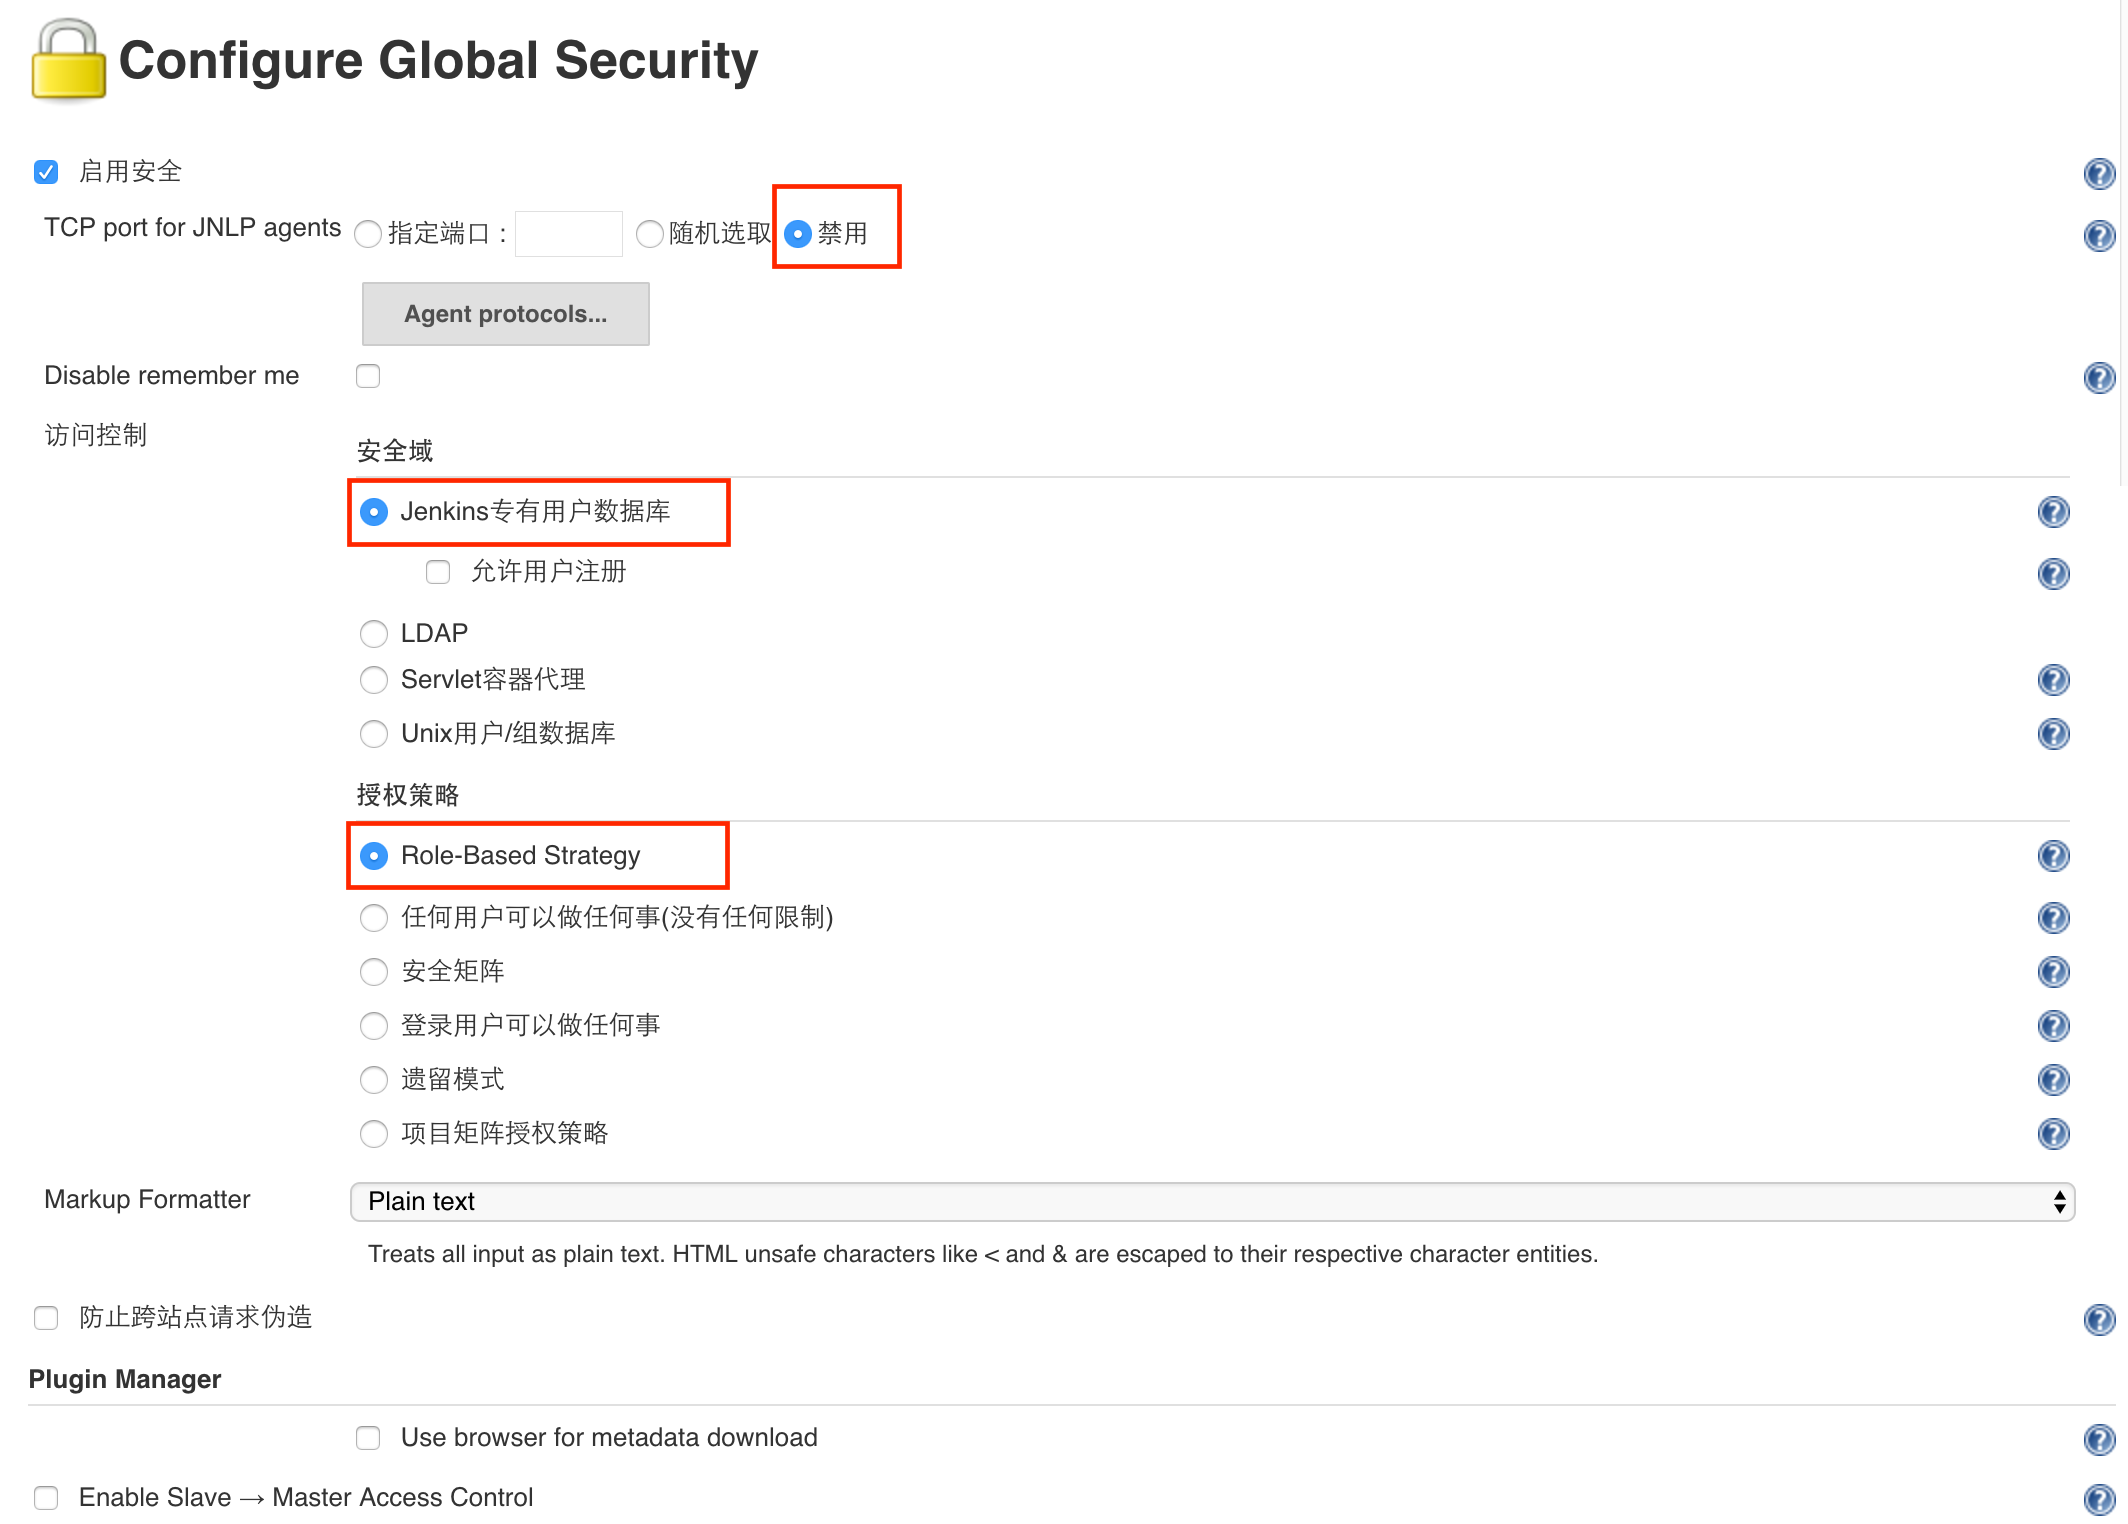 Configure Global Security
启用安全
TCP port for JNLP agents 指定端口 : 随机选取 禁用
Agent protocols...
Disable remember me
访问控制
安全域
Jenkins专有用户数据库
允许用户注册
LDAP
Servlet容器代理
Unix用户/组数据库
授权策略
Role-Based Strategy
任何用户可以做任何事(没有任何限制)
安全矩阵
登录用户可以做任何事
遗留模式
项目矩阵授权策略
Markup Formatter Plain text
Treats all input as plain text. HTML unsafe characters like < and & are escaped to their respective character entities.
防止跨站点请求伪造
Plugin Manager
Use browser for metadata download
Enable Slave → Master Access Control